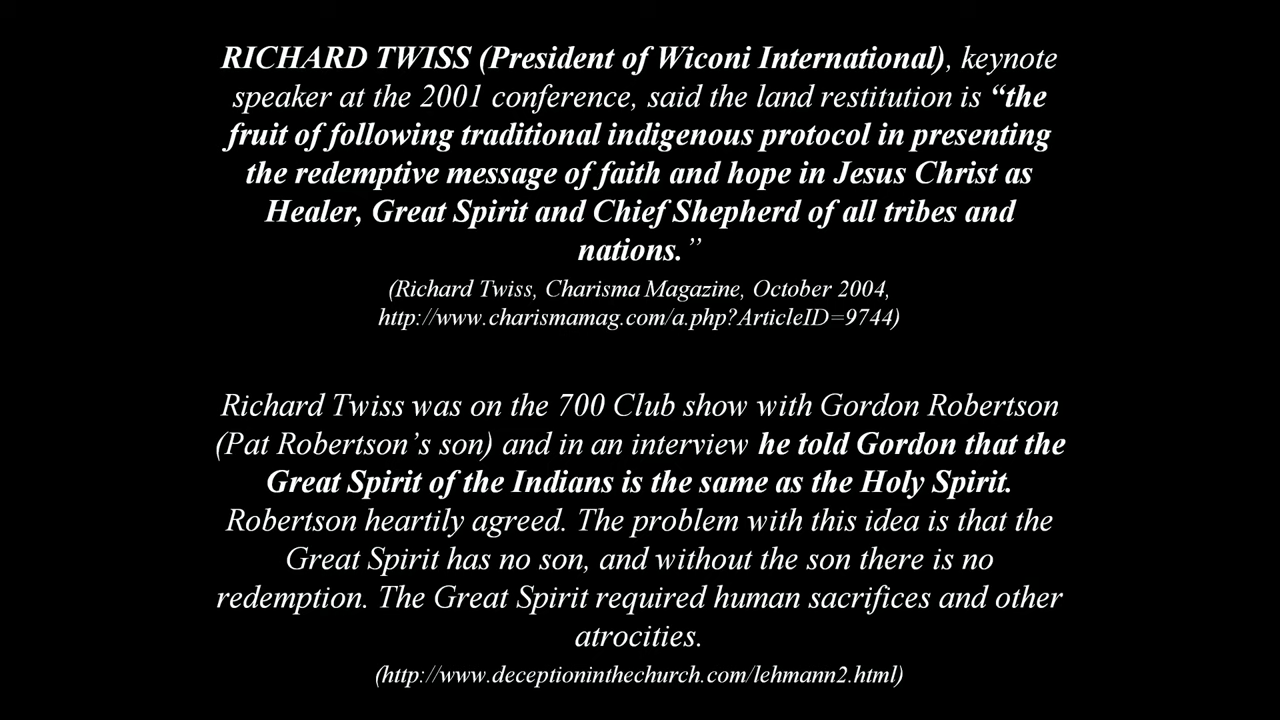 RICHARD TWISS (President of Wiconi International), keynote
speaker at the 2001 conference, said the land restitution is “the
fruit of following traditional indigenous protocol in presenting
the redemptive message of faith and hope in Jesus Christ as
Healer, Great Spirit and Chief Shepherd of all tribes and
nations.”
(Richard Twiss, Charisma Magazine, October 2004,
http://www.charismamag.com/a.php?ArticleID=9744)
Richard Twiss was on the 700 Club show with Gordon Robertson
(Pat Robertson’s son) and in an interview he told Gordon that the
Great Spirit of the Indians is the same as the Holy Spirit.
Robertson heartily agreed. The problem with this idea is that the
Great Spirit has no son, and without the son there is no
redemption. The Great Spirit required human sacrifices and other
atrocities.
(http://www.deceptioninthechurch.com/lehmann2.html)